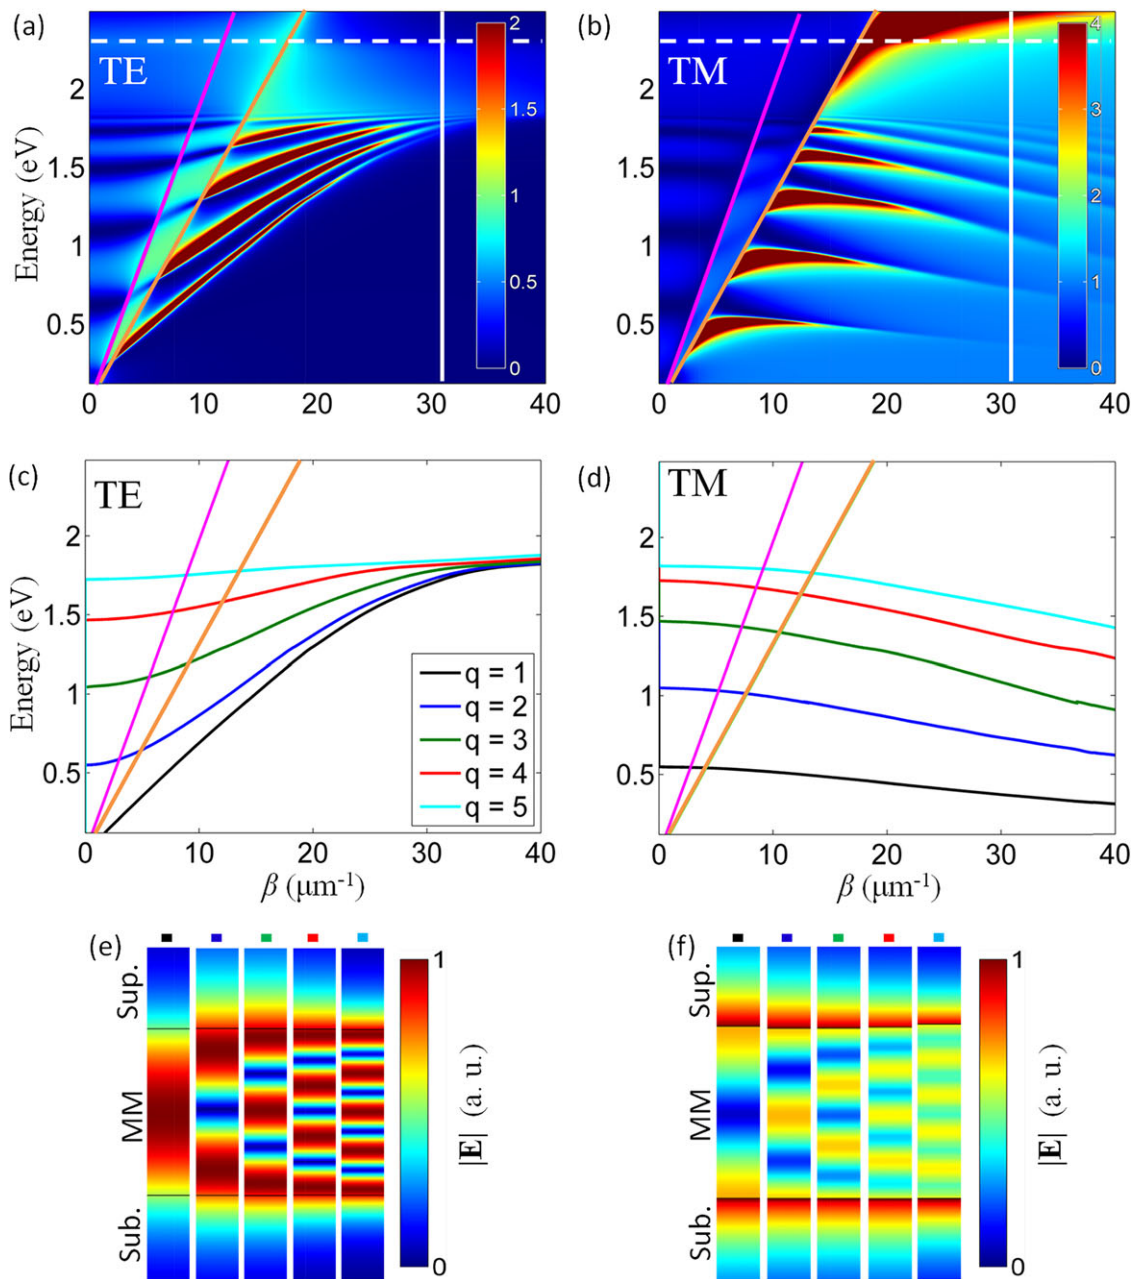 (a)
TE
2
1.5
1
0.5
0
2
1.5
1
0.5
Energy (eV)
0 10 20 30 40
(b)
TM
4
3
2
1
0
2
1.5
1
0.5
0 10 20 30 40
(c)
TE
2
1.5
1
0.5
Energy (eV)
q = 1
q = 2
q = 3
q = 4
q = 5
0 10 20 30 40
β (μm⁻¹)
(d)
TM
2
1.5
1
0.5
0 10 20 30 40
β (μm⁻¹)
(e)
Sup.
MM
Sub.
1
0
|E| (a. u.)
(f)
Sup.
MM
Sub.
1
0
|E| (a. u.)